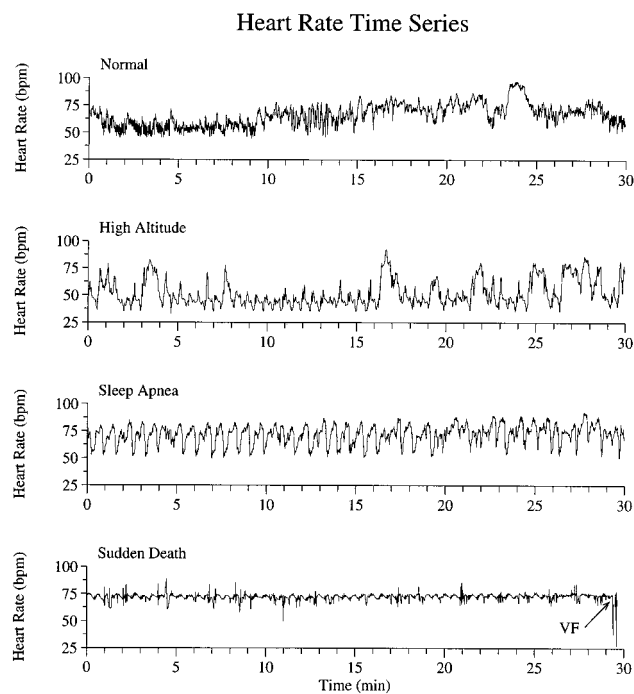 Heart Rate Time Series
Normal
Heart Rate (bpm)
100
75
50
25
0 5 10 15 20 25 30
High Altitude
Heart Rate (bpm)
100
75
50
25
0 5 10 15 20 25 30
Sleep Apnea
Heart Rate (bpm)
100
75
50
25
0 5 10 15 20 25 30
Sudden Death
Heart Rate (bpm)
100
75
50
25
VF
0 5 10 15 20 25 30
Time (min)